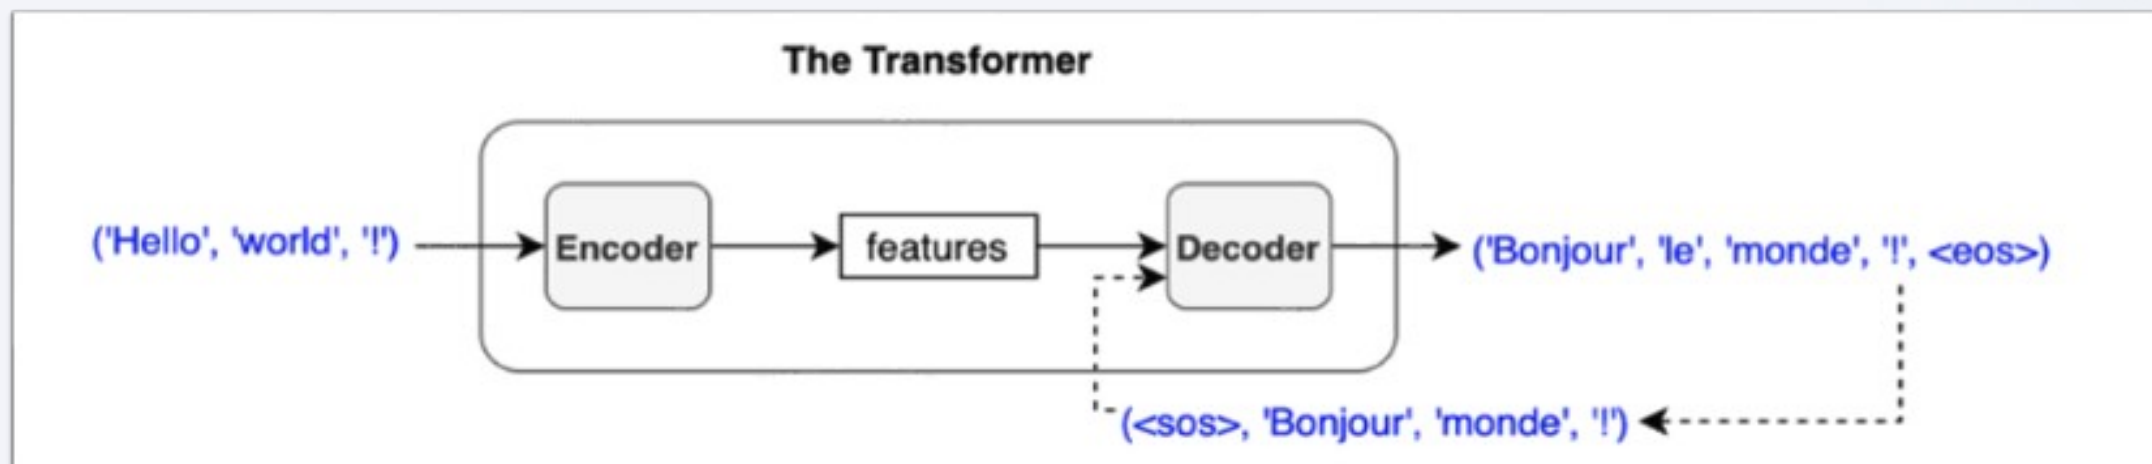 The Transformer
('Hello', 'world', '!')
Encoder
features
Decoder
('Bonjour', 'le', 'monde', '!', <eos>)
(<sos>, 'Bonjour', 'monde', '!')